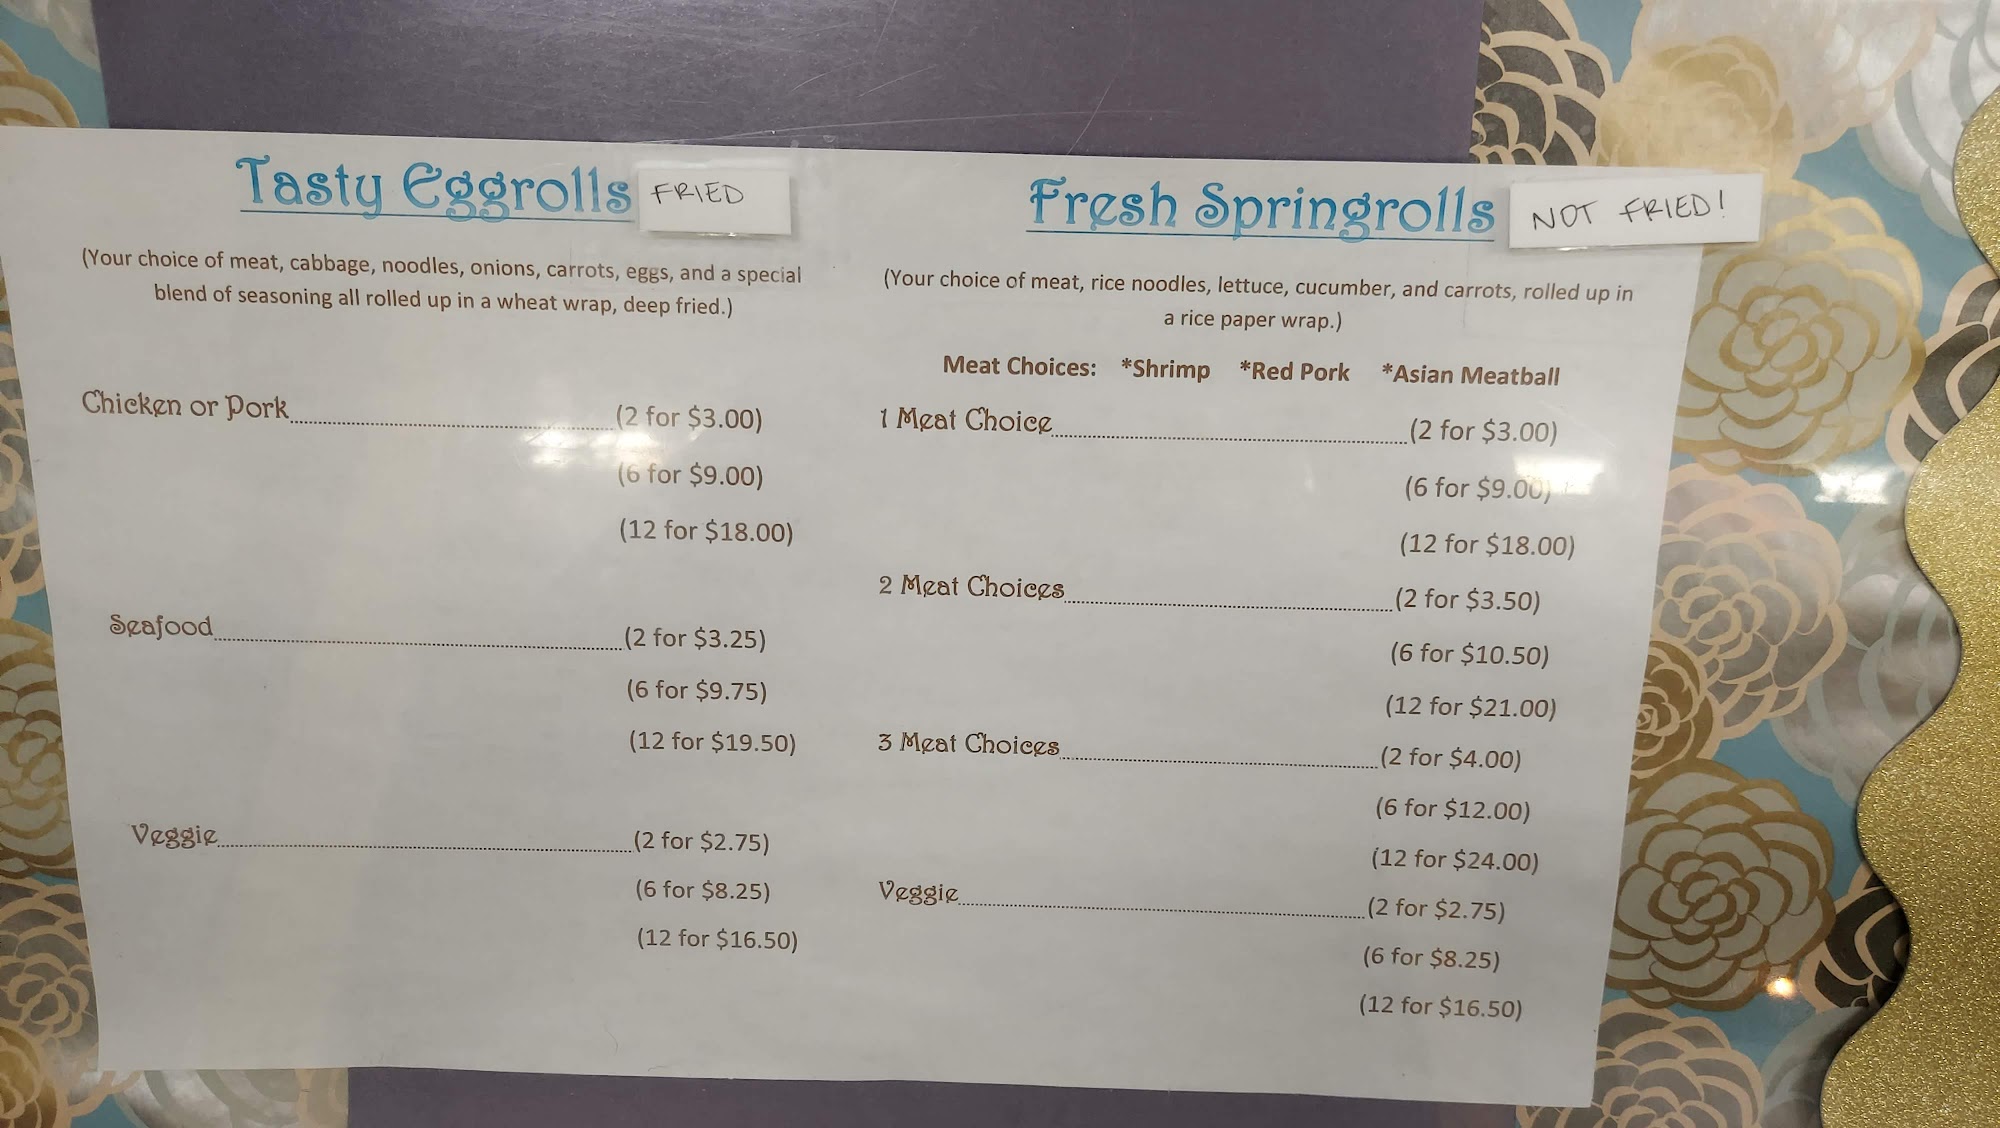 Tasty Eggrolls FRIED
(Your choice of meat, cabbage, noodles, onions, carrots, eggs, and a special
blend of seasoning all rolled up in a wheat wrap, deep fried.)
Chicken or Pork (2 for $3.00)
(6 for $9.00)
(12 for $18.00)
Seafood (2 for $3.25)
(6 for $9.75)
(12 for $19.50)
Veggie (2 for $2.75)
(6 for $8.25)
(12 for $16.50)
Fresh Springrolls NOT FRIED!
(Your choice of meat, rice noodles, lettuce, cucumber, and carrots, rolled up in
a rice paper wrap.)
Meat Choices: *Shrimp *Red Pork *Asian Meatball
1 Meat Choice (2 for $3.00)
(6 for $9.00)
(12 for $18.00)
2 Meat Choices (2 for $3.50)
(6 for $10.50)
(12 for $21.00)
3 Meat Choices (2 for $4.00)
(6 for $12.00)
(12 for $24.00)
Veggie (2 for $2.75)
(6 for $8.25)
(12 for $16.50)